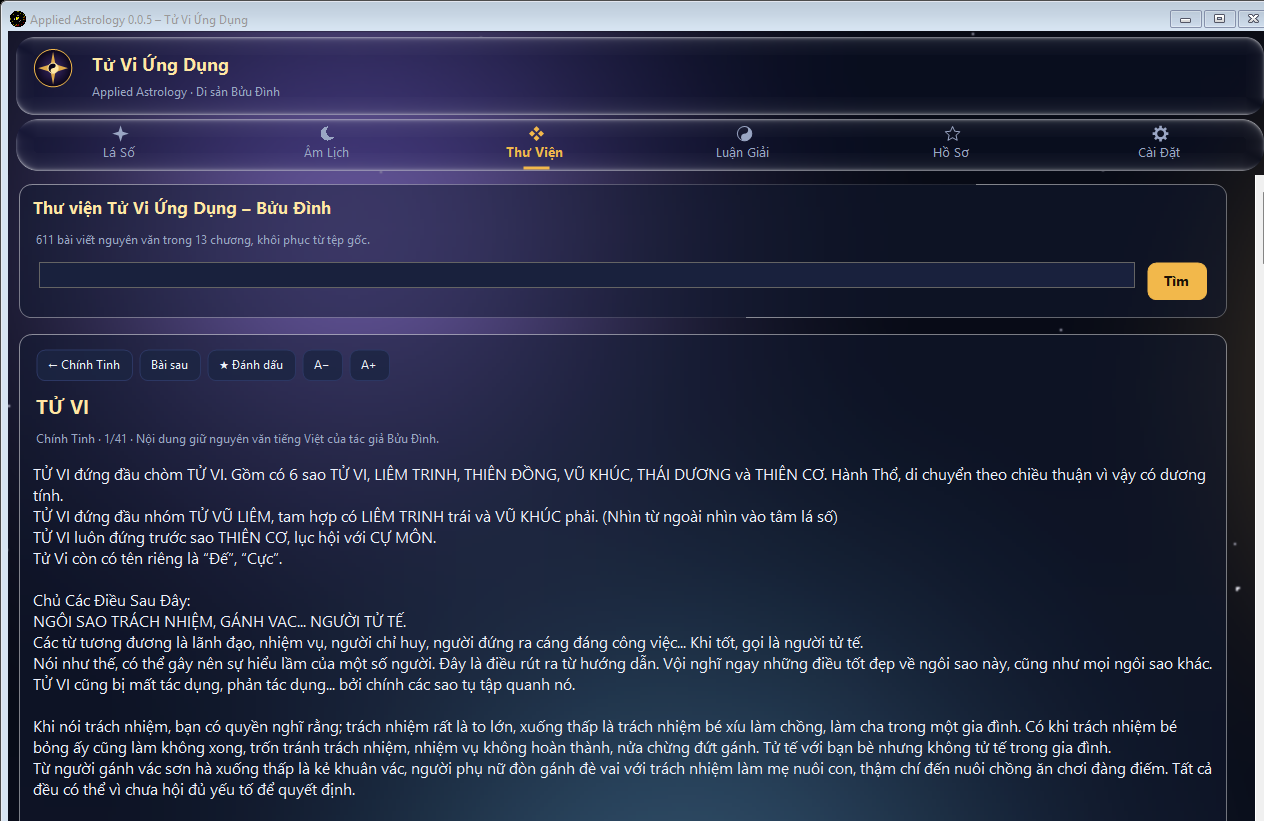 Applied Astrology 0.0.5 – Tử Vi Ứng Dụng
Tử Vi Ứng Dụng
Applied Astrology · Di sản Bửu Đình
Lá Số
Âm Lịch
Thư Viện
Luận Giải
Hồ Sơ
Cài Đặt
Thư viện Tử Vi Ứng Dụng – Bửu Đình
611 bài viết nguyên văn trong 13 chương, khôi phục từ tệp gốc.
Tìm
← Chính Tinh
Bài sau
★ Đánh dấu
A−
A+
TỬ VI
Chính Tinh · 1/41 · Nội dung giữ nguyên văn tiếng Việt của tác giả Bửu Đình.
TỬ VI đứng đầu chòm TỬ VI. Gồm có 6 sao TỬ VI, LIÊM TRINH, THIÊN ĐỒNG, VŨ KHÚC, THÁI DƯƠNG và THIÊN CƠ. Hành Thổ, di chuyển theo chiều thuận vì vậy có dương
tính.
TỬ VI đứng đầu nhóm TỬ VŨ LIÊM, tam hợp có LIÊM TRINH trái và VŨ KHÚC phải. (Nhìn từ ngoài nhìn vào tâm lá số)
TỬ VI luôn đứng trước sao THIÊN CƠ, lục hội với CỰ MÔN.
Tử Vi còn có tên riêng là “Đế”, “Cực”.
Chủ Các Điều Sau Đây:
NGÔI SAO TRÁCH NHIỆM, GÁNH VAC... NGƯỜI TỬ TẾ.
Các từ tương đương là lãnh đạo, nhiệm vụ, người chỉ huy, người đứng ra cáng đáng công việc... Khi tốt, gọi là người tử tế.
Nói như thế, có thể gây nên sự hiểu lầm của một số người. Đây là điều rút ra từ hướng dẫn. Vội nghĩ ngay những điều tốt đẹp về ngôi sao này, cũng như mọi ngôi sao khác.
TỬ VI cũng bị mất tác dụng, phản tác dụng... bởi chính các sao tụ tập quanh nó.
Khi nói trách nhiệm, bạn có quyền nghĩ rằng; trách nhiệm rất là to lớn, xuống thấp là trách nhiệm bé xíu làm chồng, làm cha trong một gia đình. Có khi trách nhiệm bé
bỏng ấy cũng làm không xong, trốn tránh trách nhiệm, nhiệm vụ không hoàn thành, nửa chừng đứt gánh. Tử tế với bạn bè nhưng không tử tế trong gia đình.
Từ người gánh vác sơn hà xuống thấp là kẻ khuân vác, người phụ nữ đòn gánh đè vai với trách nhiệm làm mẹ nuôi con, thậm chí đến nuôi chồng ăn chơi đàng điếm. Tất cả
đều có thể vì chưa hội đủ yếu tố để quyết định.